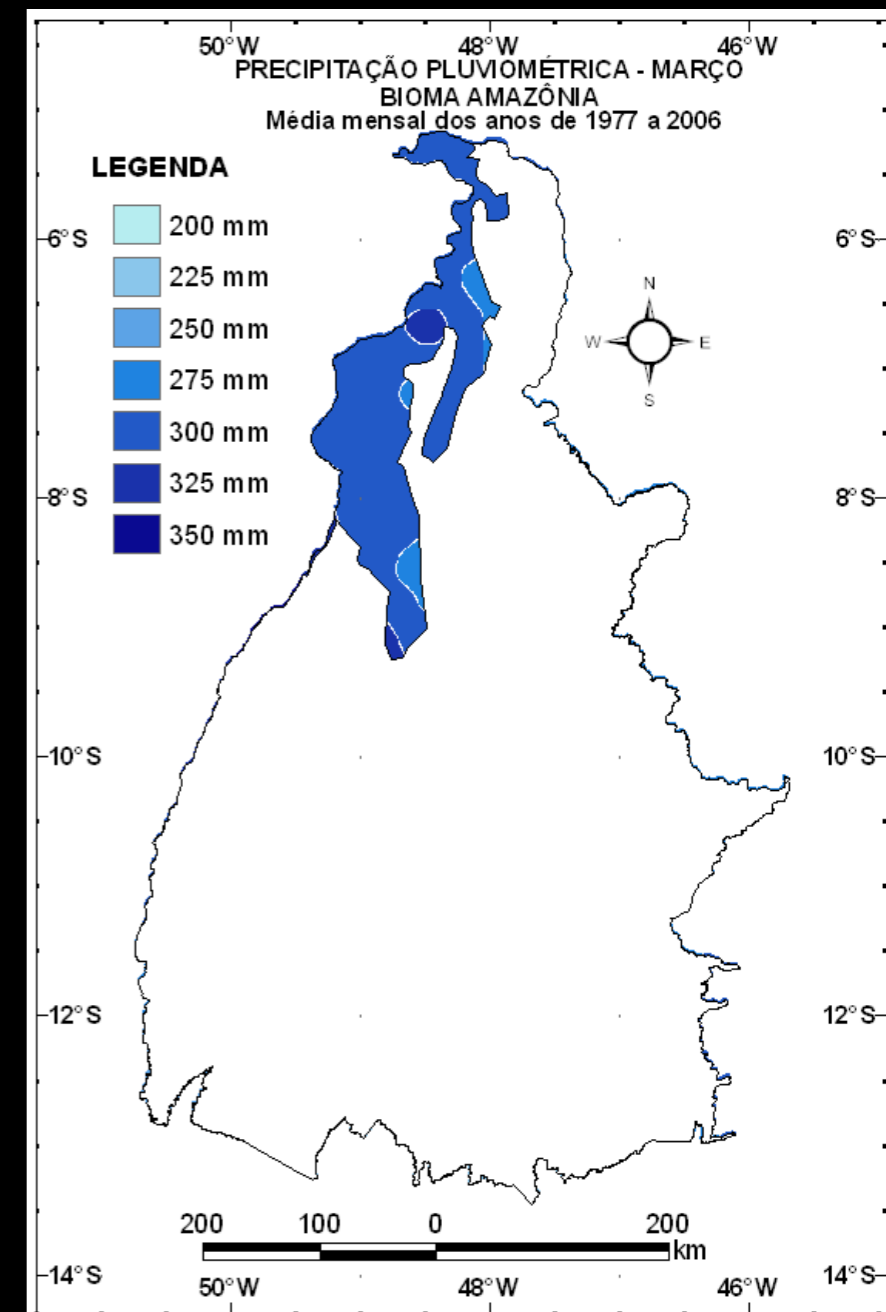 50°W 48°W 46°W
PRECIPITAÇÃO PLUVIOMÉTRICA - MARÇO
BIOMA AMAZÔNIA
Média mensal dos anos de 1977 a 2006
LEGENDA
200 mm
225 mm
250 mm
275 mm
300 mm
325 mm
350 mm
6°S 6°S
N
W E
S
8°S 8°S
10°S 10°S
12°S 12°S
200 100 0 200
km
14°S 14°S
50°W 48°W 46°W